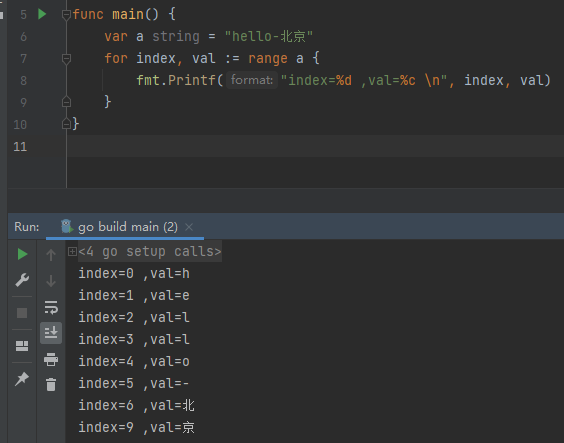 5 func main() {
6 var a string = "hello-北京"
7 for index, val := range a {
8 fmt.Printf( format: "index=%d ,val=%c \n", index, val)
9 }
10 }
11
Run: go build main (2) ×
<4 go setup calls>
index=0 ,val=h
index=1 ,val=e
index=2 ,val=l
index=3 ,val=l
index=4 ,val=o
index=5 ,val=-
index=6 ,val=北
index=9 ,val=京